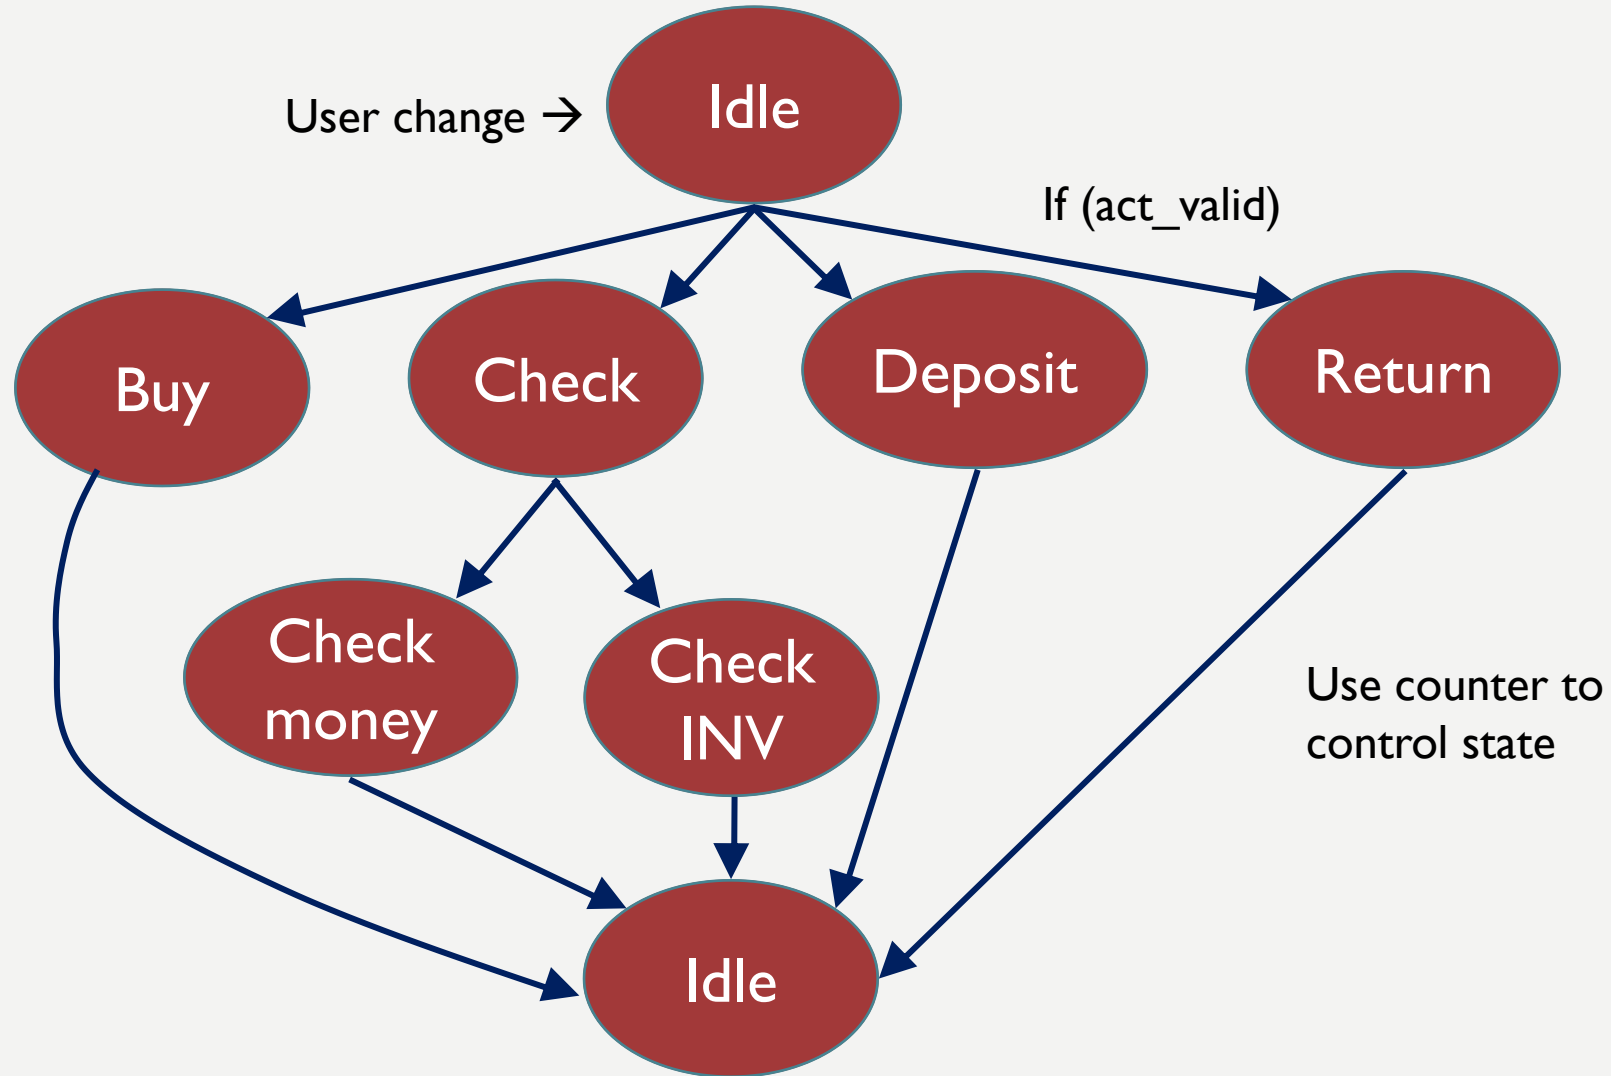 Idle
User change →
If (act_valid)
Buy
Check
Deposit
Return
Check
money
Check
INV
Use counter to
control state
Idle